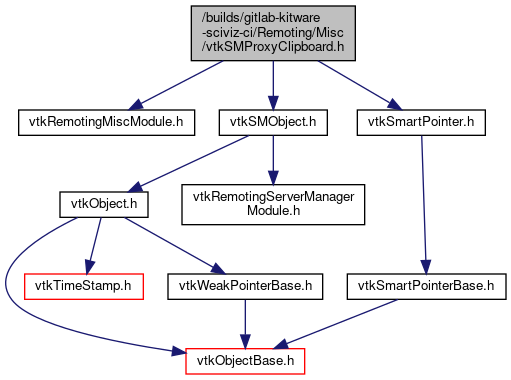 /builds/gitlab-kitware
-sciviz-ci/Remoting/Misc
/vtkSMProxyClipboard.h
vtkRemotingMiscModule.h
vtkSMObject.h
vtkSmartPointer.h
vtkObject.h
vtkRemotingServerManager
Module.h
vtkTimeStamp.h
vtkWeakPointerBase.h
vtkSmartPointerBase.h
vtkObjectBase.h